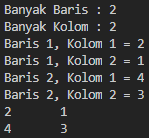 Banyak Baris : 2
Banyak Kolom : 2
Baris 1, Kolom 1 = 2
Baris 1, Kolom 2 = 1
Baris 2, Kolom 1 = 4
Baris 2, Kolom 2 = 3
2 1
4 3